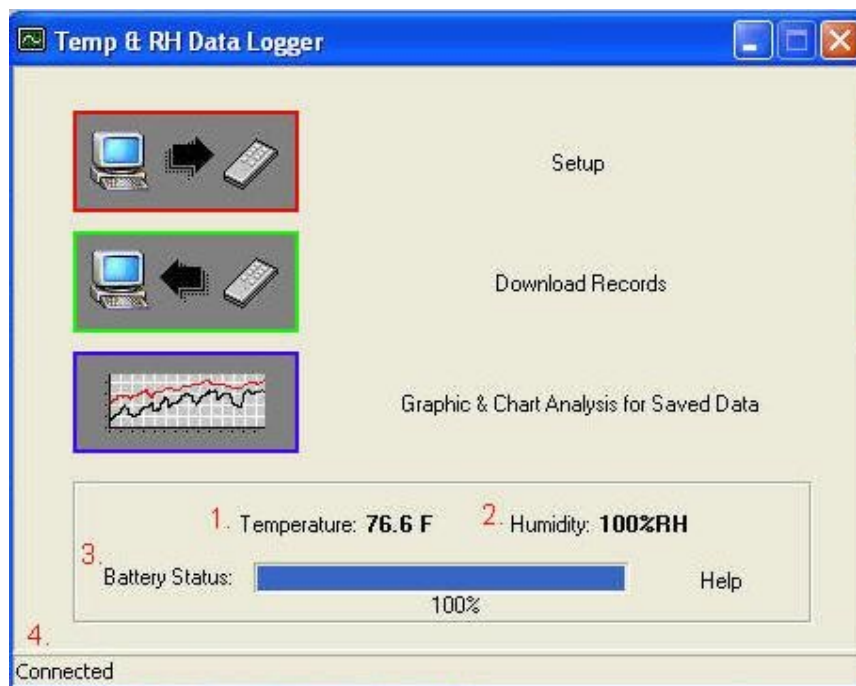 Temp & RH Data Logger
Setup
Download Records
Graphic & Chart Analysis for Saved Data
1. Temperature: 76.6 F 2. Humidity: 100%RH
3.
Battery Status: Help
100%
4.
Connected